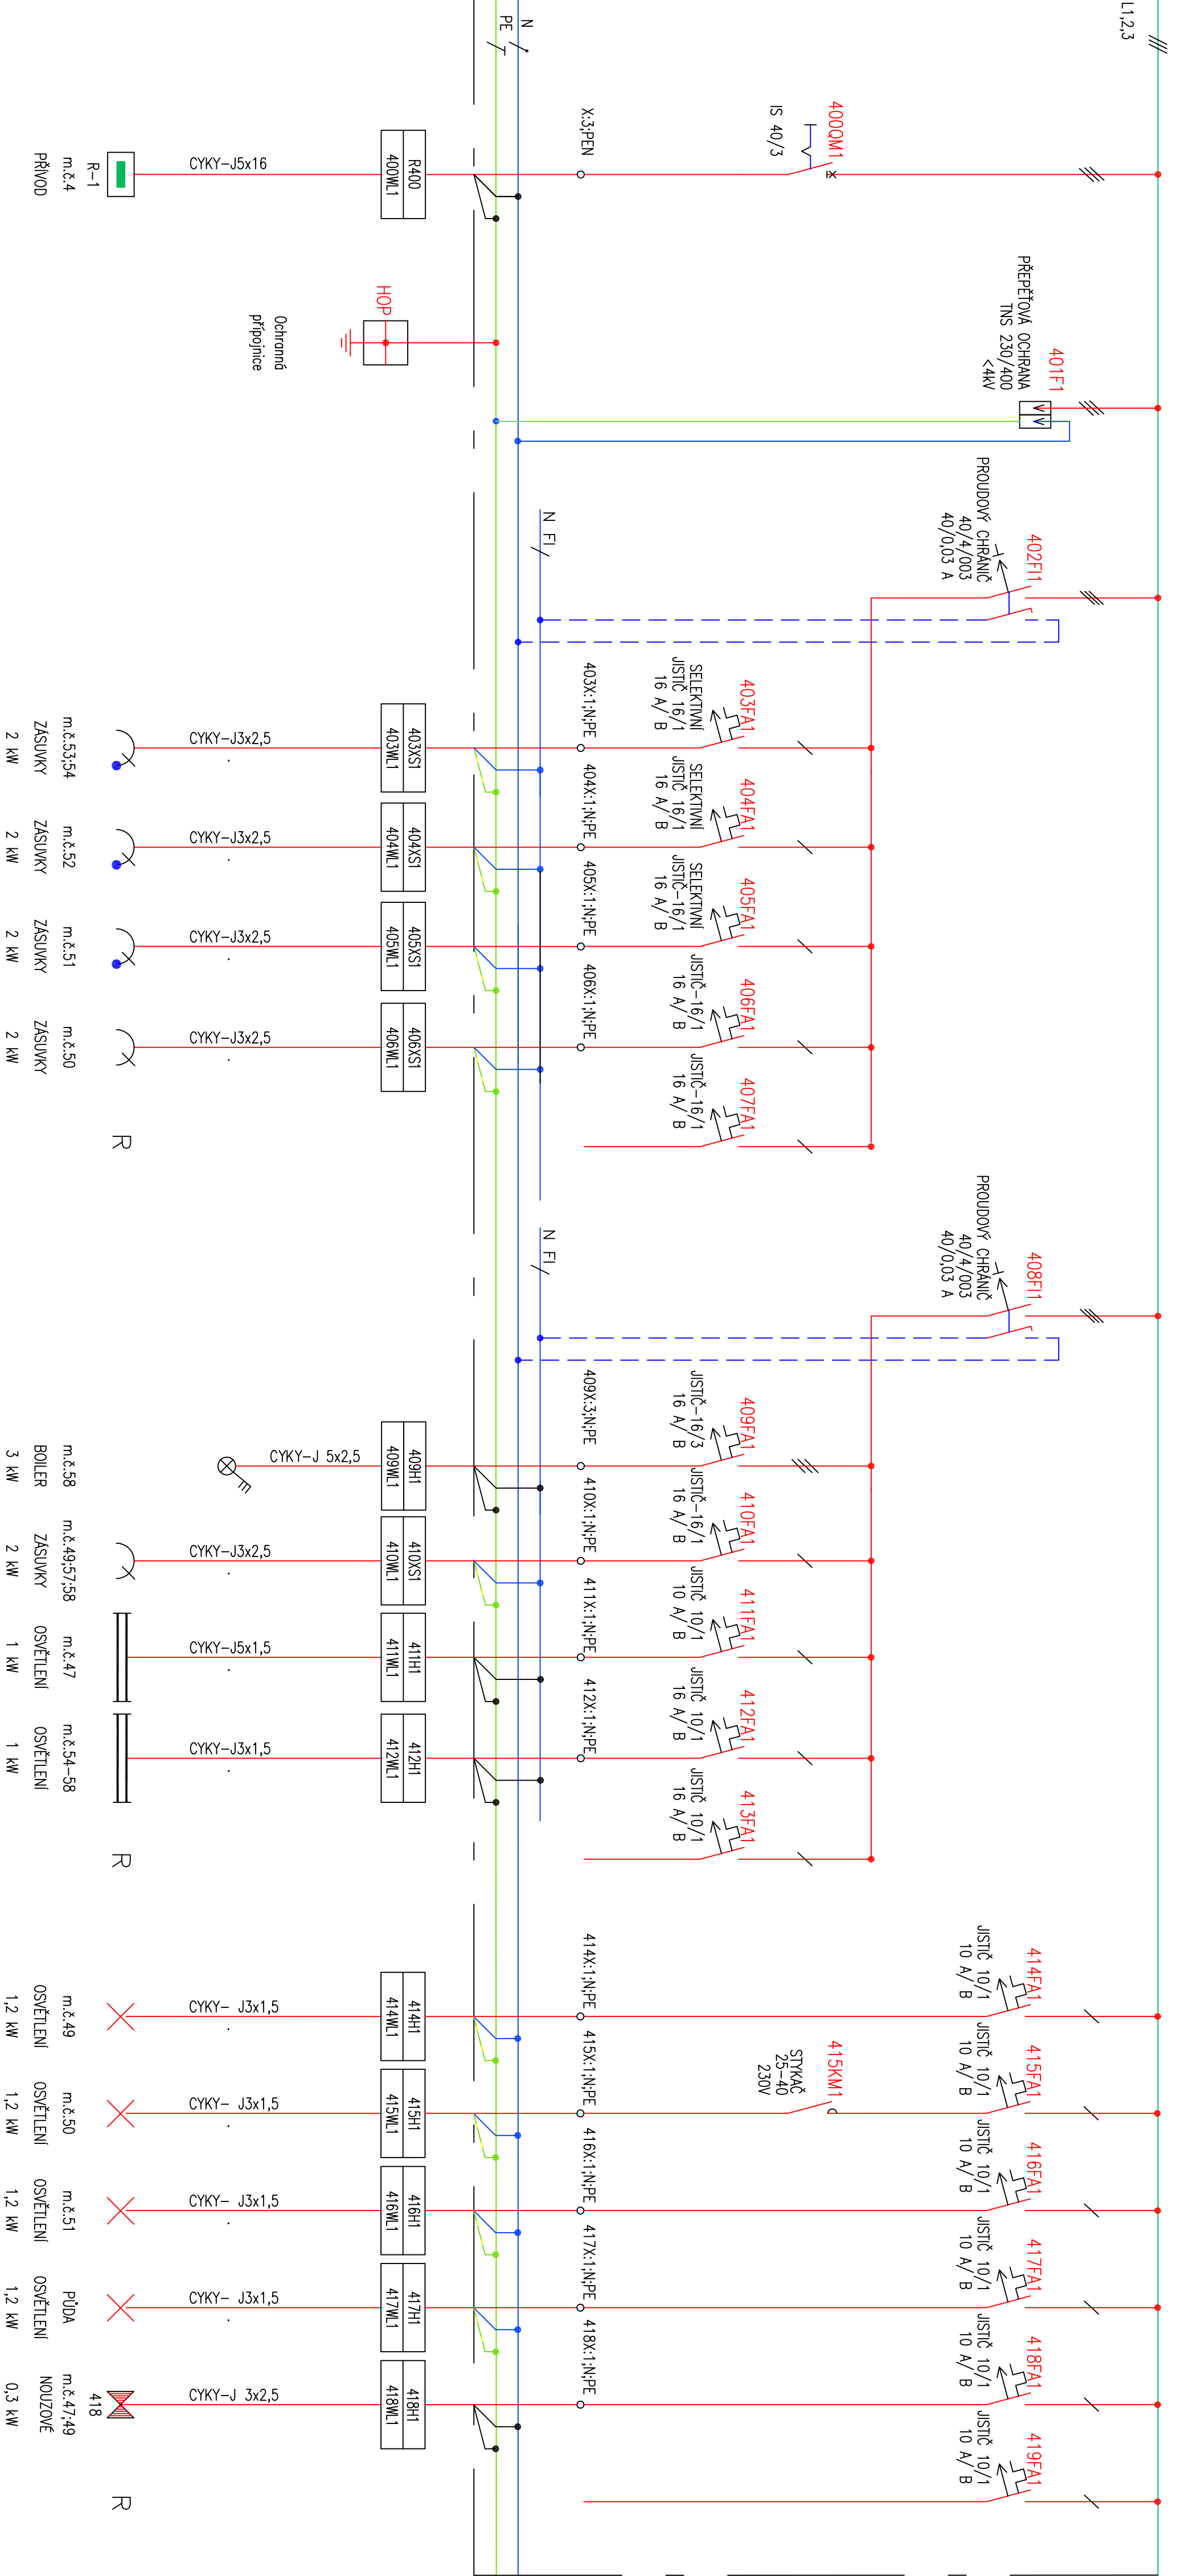 L1,2,3
N
PE
400QM1
IS 40/3
X:3;PEN
R400
400WL1
CYKY-J5x16
R-1
m.č.4
PŘÍVOD
HOP
Ochranná
přípojnice
401F1
PŘEPĚŤOVÁ OCHRANA
TNS 230/400
<4kV
N FI
402FI1
PROUDOVÝ CHRÁNIČ
40/4/003
40/0,03 A
403FA1
SELEKTIVNÍ
JISTIČ 16/1
16 A/ B
403X:1;N;PE
403XS1
403WL1
CYKY-J3x2,5
.
m.č.53;54
ZÁSUVKY
2 kW
404FA1
SELEKTIVNÍ
JISTIČ 16/1
16 A/ B
404X:1;N;PE
404XS1
404WL1
CYKY-J3x2,5
.
m.č.52
ZÁSUVKY
2 kW
405FA1
SELEKTIVNÍ
JISTIČ-16/1
16 A/ B
405X:1;N;PE
405XS1
405WL1
CYKY-J3x2,5
.
m.č.51
ZÁSUVKY
2 kW
406FA1
JISTIČ-16/1
16 A/ B
406X:1;N;PE
406XS1
406WL1
CYKY-J3x2,5
.
m.č.50
ZÁSUVKY
2 kW
407FA1
JISTIČ-16/1
16 A/ B
R
N FI
408FI1
PROUDOVÝ CHRÁNIČ
40/4/003
40/0,03 A
409FA1
JISTIČ-16/3
16 A/ B
409X:3;N;PE
409H1
409WL1
CYKY-J 5x2,5
m.č.58
BOILER
3 kW
410FA1
JISTIČ-16/1
16 A/ B
410X:1;N;PE
410XS1
410WL1
CYKY-J3x2,5
.
m.č.49;57;58
ZÁSUVKY
2 kW
411FA1
JISTIČ 10/1
10 A/ B
411X:1;N;PE
411H1
411WL1
CYKY-J5x1,5
.
m.č.47
OSVĚTLENÍ
1 kW
412FA1
JISTIČ 10/1
16 A/ B
412X:1;N;PE
412H1
412WL1
CYKY-J3x1,5
.
m.č.54-58
OSVĚTLENÍ
1 kW
413FA1
JISTIČ 10/1
16 A/ B
R
414FA1
JISTIČ 10/1
10 A/ B
414X:1;N;PE
414H1
414WL1
CYKY- J3x1,5
.
m.č.49
OSVĚTLENÍ
1,2 kW
415FA1
JISTIČ 10/1
10 A/ B
415KM1
STYKAČ
25-40
230V
415X:1;N;PE
415H1
415WL1
CYKY- J3x1,5
.
m.č.50
OSVĚTLENÍ
1,2 kW
416FA1
JISTIČ 10/1
10 A/ B
416X:1;N;PE
416H1
416WL1
CYKY- J3x1,5
.
m.č.51
OSVĚTLENÍ
1,2 kW
417FA1
JISTIČ 10/1
10 A/ B
417X:1;N;PE
417H1
417WL1
CYKY- J3x1,5
.
PŮDA
OSVĚTLENÍ
1,2 kW
418FA1
JISTIČ 10/1
10 A/ B
418X:1;N;PE
418H1
418WL1
CYKY-J 3x2,5
418
m.č.47;49
NOUZOVÉ
0,3 kW
419FA1
JISTIČ 10/1
10 A/ B
R